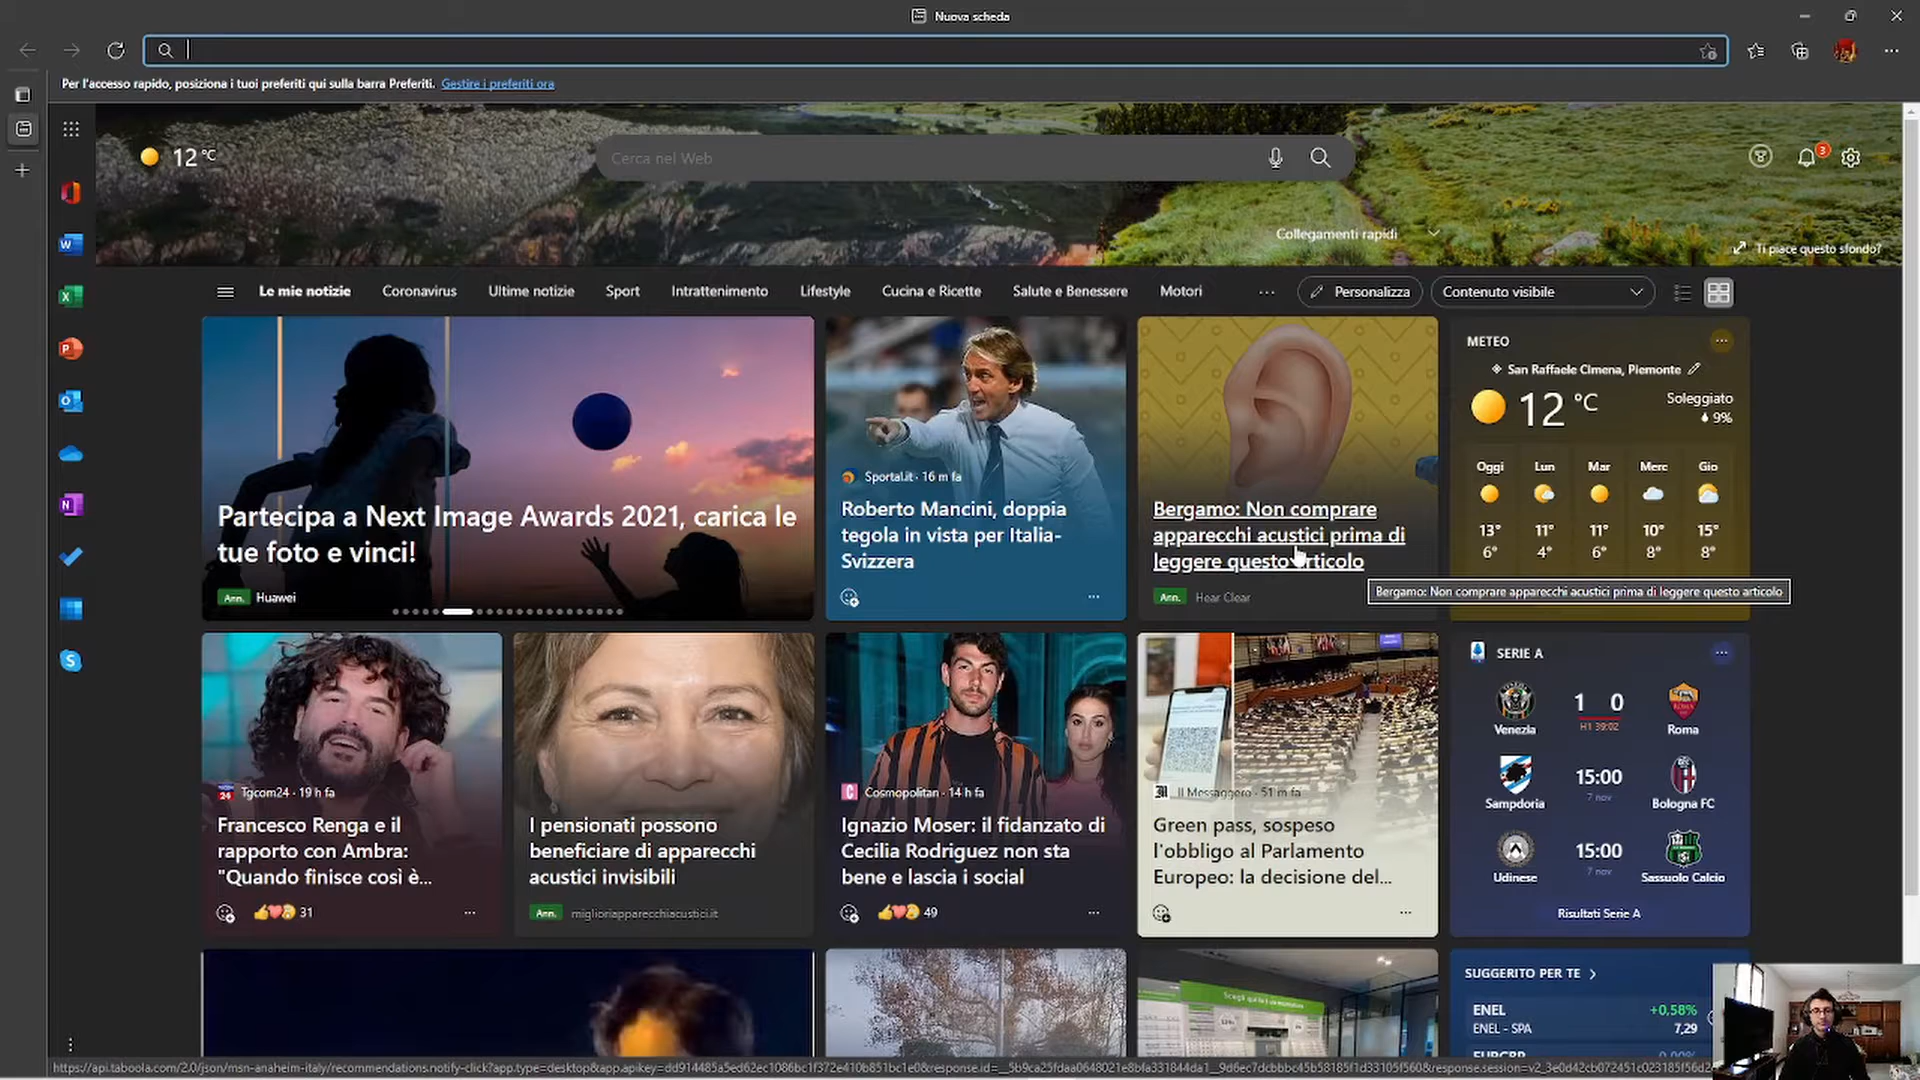 Nuova scheda
Per l'accesso rapido, posiziona i tuoi preferiti qui sulla barra Preferiti. Gestire i preferiti ora
12 °C
Cerca nel Web
3
Collegamenti rapidi
Ti piace questo sfondo?
Le mie notizie
Coronavirus
Ultime notizie
Sport
Intrattenimento
Lifestyle
Cucina e Ricette
Salute e Benessere
Motori
Personalizza
Contenuto visibile
Partecipa a Next Image Awards 2021, carica le
tue foto e vinci!
Ann. Huawei
Sportal.it · 16 m fa
Roberto Mancini, doppia
tegola in vista per Italia-
Svizzera
Bergamo: Non comprare
apparecchi acustici prima di
leggere questo articolo
Ann. Hear Clear
Bergamo: Non comprare apparecchi acustici prima di leggere questo articolo
METEO
San Raffaele Cimena, Piemonte
12 °C
Soleggiato
9%
Oggi Lun Mar Merc Gio
13° 11° 11° 10° 15°
6° 4° 6° 8° 8°
Tgcom24 · 19 h fa
Francesco Renga e il
rapporto con Ambra:
"Quando finisce così è...
31
I pensionati possono
beneficiare di apparecchi
acustici invisibili
Ann. miglioriapparecchiacustici.it
Cosmopolitan · 14 h fa
Ignazio Moser: il fidanzato di
Cecilia Rodriguez non sta
bene e lascia i social
49
Il Messaggero · 51 m fa
Green pass, sospeso
l'obbligo al Parlamento
Europeo: la decisione del...
SERIE A
1 0
H1 39:02
Venezia Roma
15:00
7 nov
Sampdoria Bologna FC
15:00
7 nov
Udinese Sassuolo Calcio
Risultati Serie A
SUGGERITO PER TE
ENEL +0,58%
ENEL - SPA 7,29